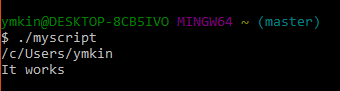 ymkin@DESKTOP-8CB5IVO MINGW64 ~ (master)
$ ./myscript
/c/Users/ymkin
It works